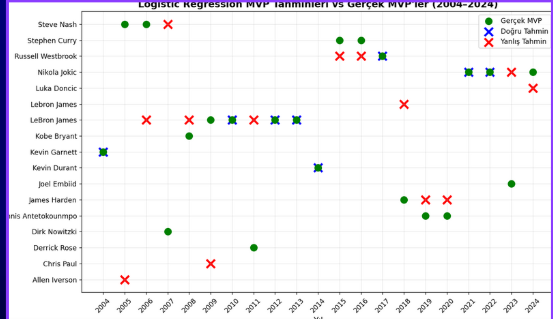 Logistic Regression MVP Tahminleri vs Gerçek MVP'ler (2004–2024)
Gerçek MVP
Doğru Tahmin
Yanlış Tahmin
Steve Nash
Stephen Curry
Russell Westbrook
Nikola Jokic
Luka Doncic
Lebron James
LeBron James
Kobe Bryant
Kevin Garnett
Kevin Durant
Joel Embiid
James Harden
nnis Antetokounmpo
Dirk Nowitzki
Derrick Rose
Chris Paul
Allen Iverson
2004 2005 2006 2007 2008 2009 2010 2011 2012 2013 2014 2015 2016 2017 2018 2019 2020 2021 2022 2023 2024